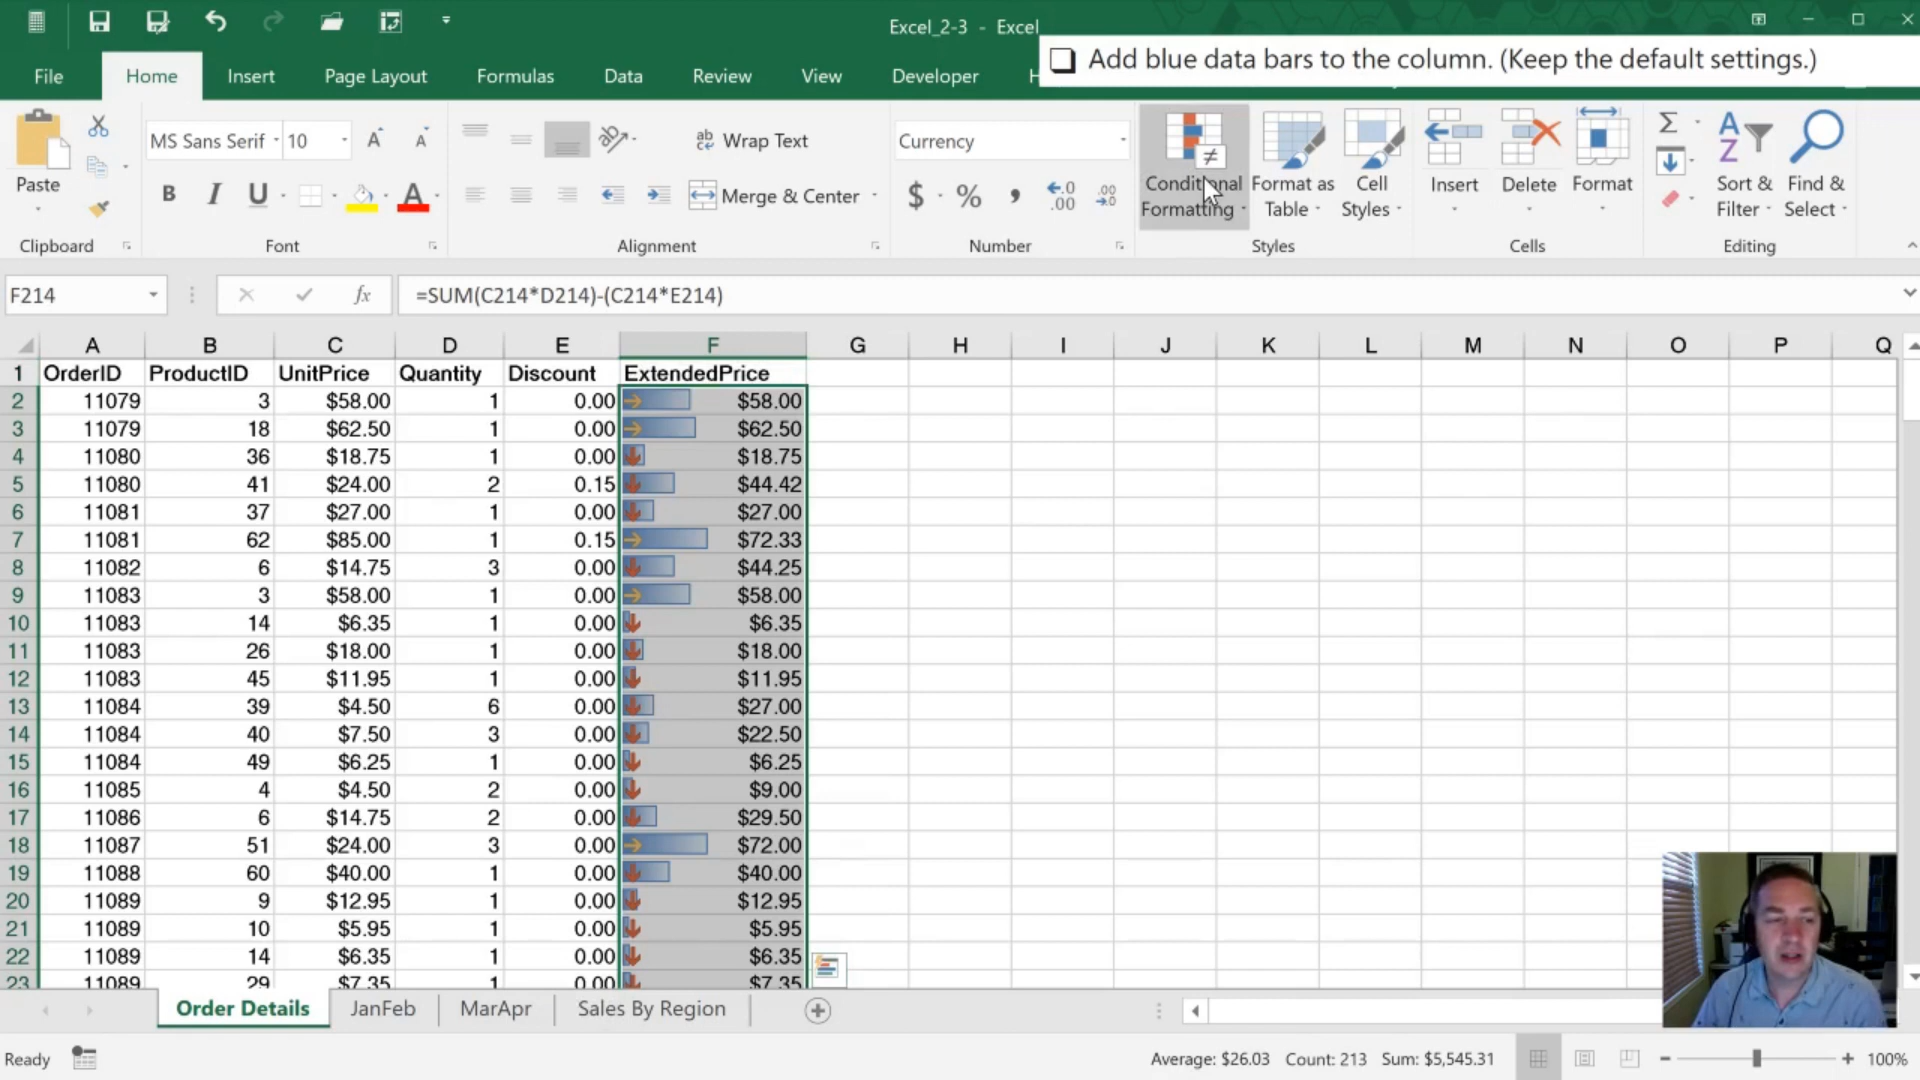 Excel_2-3 - Excel
Add blue data bars to the column. (Keep the default settings.)
File Home Insert Page Layout Formulas Data Review View Developer
Paste
Clipboard
MS Sans Serif 10
Font
Wrap Text
Merge & Center
Alignment
Currency
$ % ,
Number
Conditional Formatting
Format as Table
Cell Styles
Styles
Insert
Delete
Format
Cells
Sort & Filter
Find & Select
Editing
F214 fx =SUM(C214*D214)-(C214*E214)
A B C D E F G H I J K L M N O P Q
1 OrderID ProductID UnitPrice Quantity Discount ExtendedPrice
2 11079 3 $58.00 1 0.00 $58.00
3 11079 18 $62.50 1 0.00 $62.50
4 11080 36 $18.75 1 0.00 $18.75
5 11080 41 $24.00 2 0.15 $44.42
6 11081 37 $27.00 1 0.00 $27.00
7 11081 62 $85.00 1 0.15 $72.33
8 11082 6 $14.75 3 0.00 $44.25
9 11083 3 $58.00 1 0.00 $58.00
10 11083 14 $6.35 1 0.00 $6.35
11 11083 26 $18.00 1 0.00 $18.00
12 11083 45 $11.95 1 0.00 $11.95
13 11084 39 $4.50 6 0.00 $27.00
14 11084 40 $7.50 3 0.00 $22.50
15 11084 49 $6.25 1 0.00 $6.25
16 11085 4 $4.50 2 0.00 $9.00
17 11086 6 $14.75 2 0.00 $29.50
18 11087 51 $24.00 3 0.00 $72.00
19 11088 60 $40.00 1 0.00 $40.00
20 11089 9 $12.95 1 0.00 $12.95
21 11089 10 $5.95 1 0.00 $5.95
22 11089 14 $6.35 1 0.00 $6.35
23 11089 29 $7.35 1 0.00 $7.35
Order Details JanFeb MarApr Sales By Region
Ready Average: $26.03 Count: 213 Sum: $5,545.31 100%